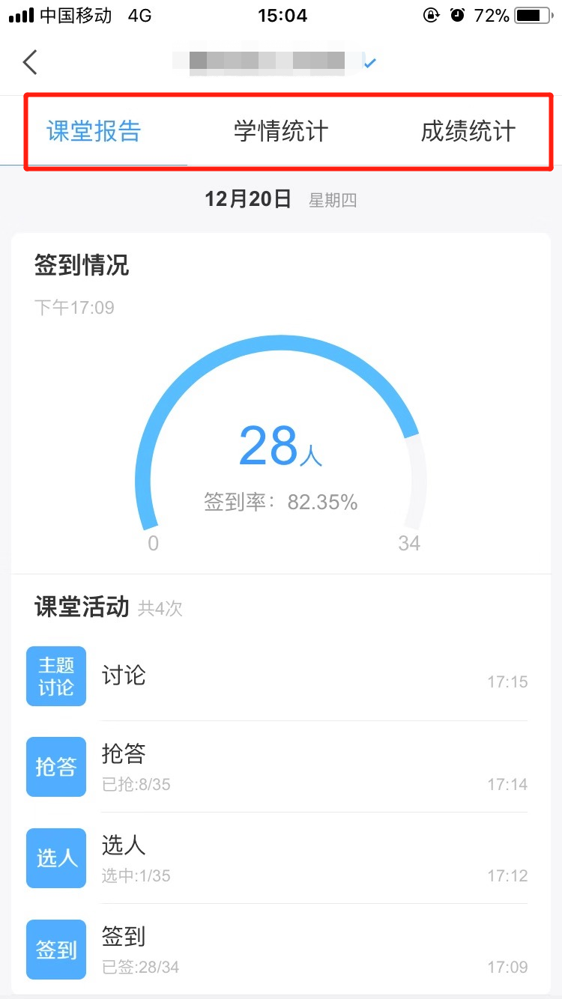 中国移动 4G 15:04 72%
课堂报告 学情统计 成绩统计
12月20日 星期四
签到情况
下午17:09
28人
签到率：82.35%
0 34
课堂活动 共4次
主题
讨论
讨论 17:15
抢答
抢答
已抢:8/35 17:14
选人
选人
选中:1/35 17:12
签到
签到
已签:28/34 17:09